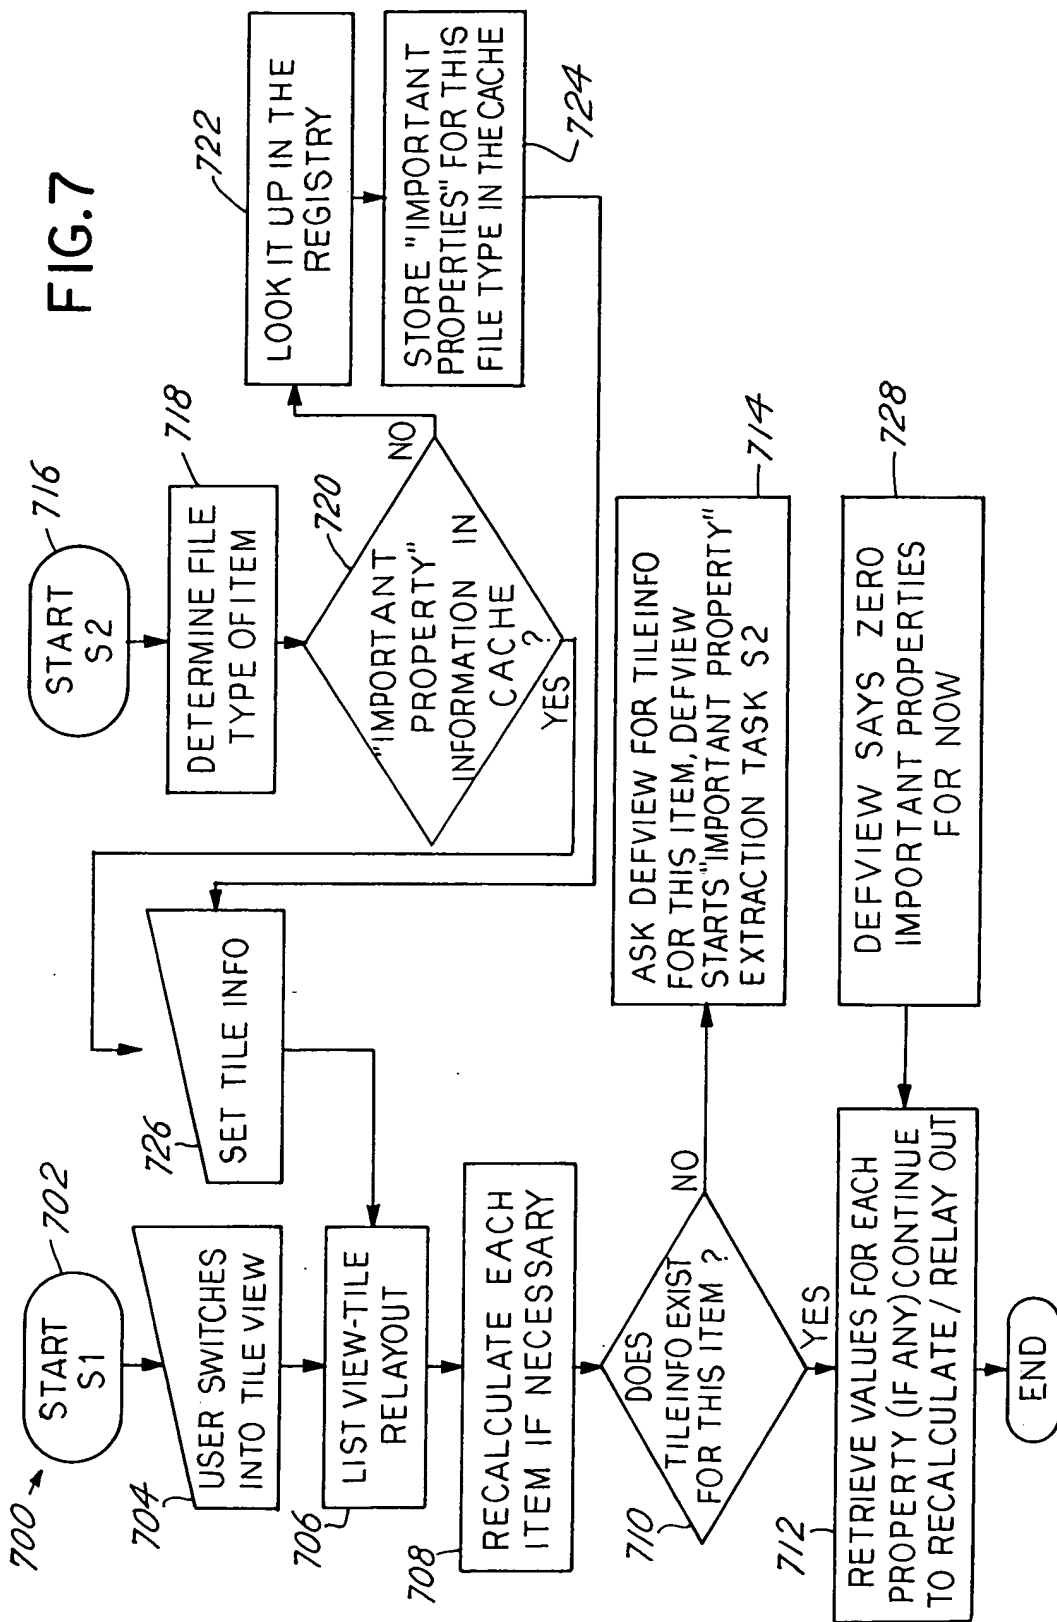 FIG.7
700
START
S1
702
USER SWITCHES
INTO TILE VIEW
704
LIST VIEW-TILE
RELAYOUT
706
RECALCULATE EACH
ITEM IF NECESSARY
708
DOES
TILEINFO EXIST
FOR THIS ITEM ?
710
NO
YES
RETRIEVE VALUES FOR EACH
PROPERTY (IF ANY) CONTINUE
TO RECALCULATE / RELAY OUT
712
END
ASK DEFVIEW FOR TILEINFO
FOR THIS ITEM, DEFVIEW
STARTS "IMPORTANT PROPERTY"
EXTRACTION TASK S2
714
START
S2
716
DETERMINE FILE
TYPE OF ITEM
718
"IMPORTANT
PROPERTY"
INFORMATION IN
CACHE
?
720
NO
YES
LOOK IT UP IN THE
REGISTRY
722
STORE "IMPORTANT
PROPERTIES" FOR THIS
FILE TYPE IN THE CACHE
724
SET TILE INFO
726
DEFVIEW SAYS ZERO
IMPORTANT PROPERTIES
FOR NOW
728